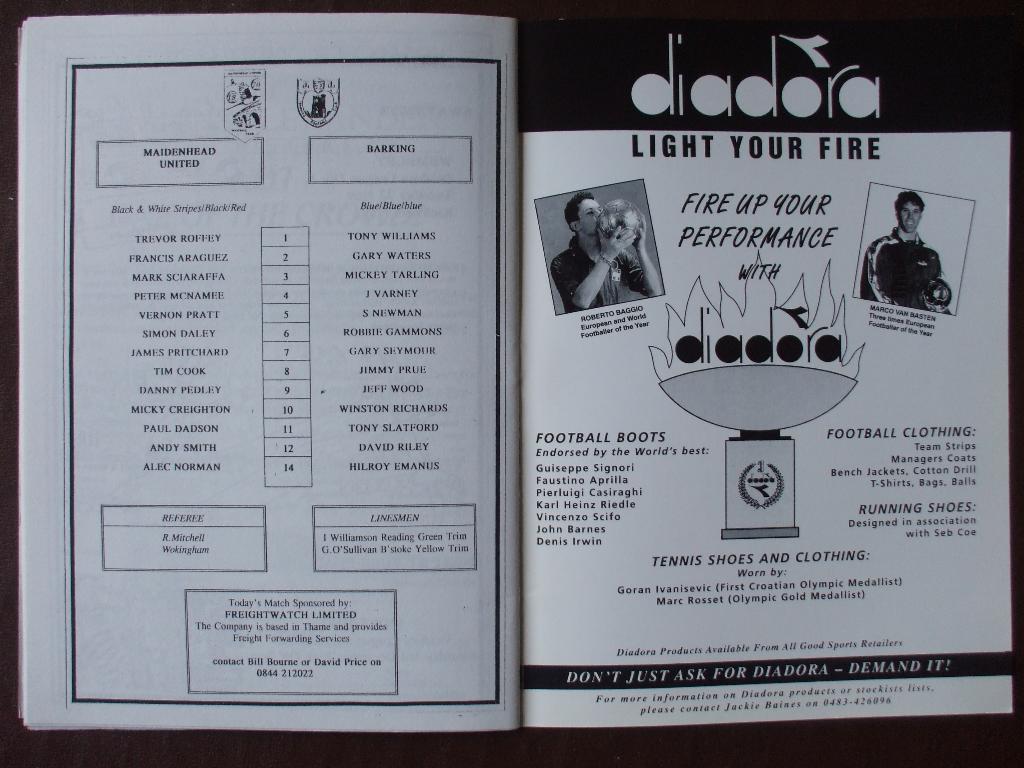 MAIDENHEAD
UNITED
BARKING
Black & White Stripes/Black/Red
Blue/Blue/blue
TREVOR ROFFEY 1 TONY WILLIAMS
FRANCIS ARAGUEZ 2 GARY WATERS
MARK SCIARAFFA 3 MICKEY TARLING
PETER MCNAMEE 4 J VARNEY
VERNON PRATT 5 S NEWMAN
SIMON DALEY 6 ROBBIE GAMMONS
JAMES PRITCHARD 7 GARY SEYMOUR
TIM COOK 8 JIMMY PRUE
DANNY PEDLEY 9 JEFF WOOD
MICKY CREIGHTON 10 WINSTON RICHARDS
PAUL DADSON 11 TONY SLATFORD
ANDY SMITH 12 DAVID RILEY
ALEC NORMAN 14 HILROY EMANUS
REFEREE
R.Mitchell
Wokingham
LINESMEN
I Williamson Reading Green Trim
G.O'Sullivan B'stoke Yellow Trim
Today's Match Sponsored by:
FREIGHTWATCH LIMITED
The Company is based in Thame and provides
Freight Forwarding Services
contact Bill Bourne or David Price on
0844 212022
diadora
LIGHT YOUR FIRE
FIRE UP YOUR
PERFORMANCE
WITH
diadora
ROBERTO BAGGIO
European and World
Footballer of the Year
MARCO VAN BASTEN
Three times European
Footballer of the Year
1
diadora
FOOTBALL BOOTS
Endorsed by the World's best:
Guiseppe Signori
Faustino Aprilla
Pierluigi Casiraghi
Karl Heinz Riedle
Vincenzo Scifo
John Barnes
Denis Irwin
FOOTBALL CLOTHING:
Team Strips
Managers Coats
Bench Jackets, Cotton Drill
T-Shirts, Bags, Balls
RUNNING SHOES:
Designed in association
with Seb Coe
TENNIS SHOES AND CLOTHING:
Worn by:
Goran Ivanisevic (First Croatian Olympic Medallist)
Marc Rosset (Olympic Gold Medallist)
Diadora Products Available From All Good Sports Retailers
DON'T JUST ASK FOR DIADORA – DEMAND IT!
For more information on Diadora products or stockists lists,
please contact Jackie Baines on 0483-426096